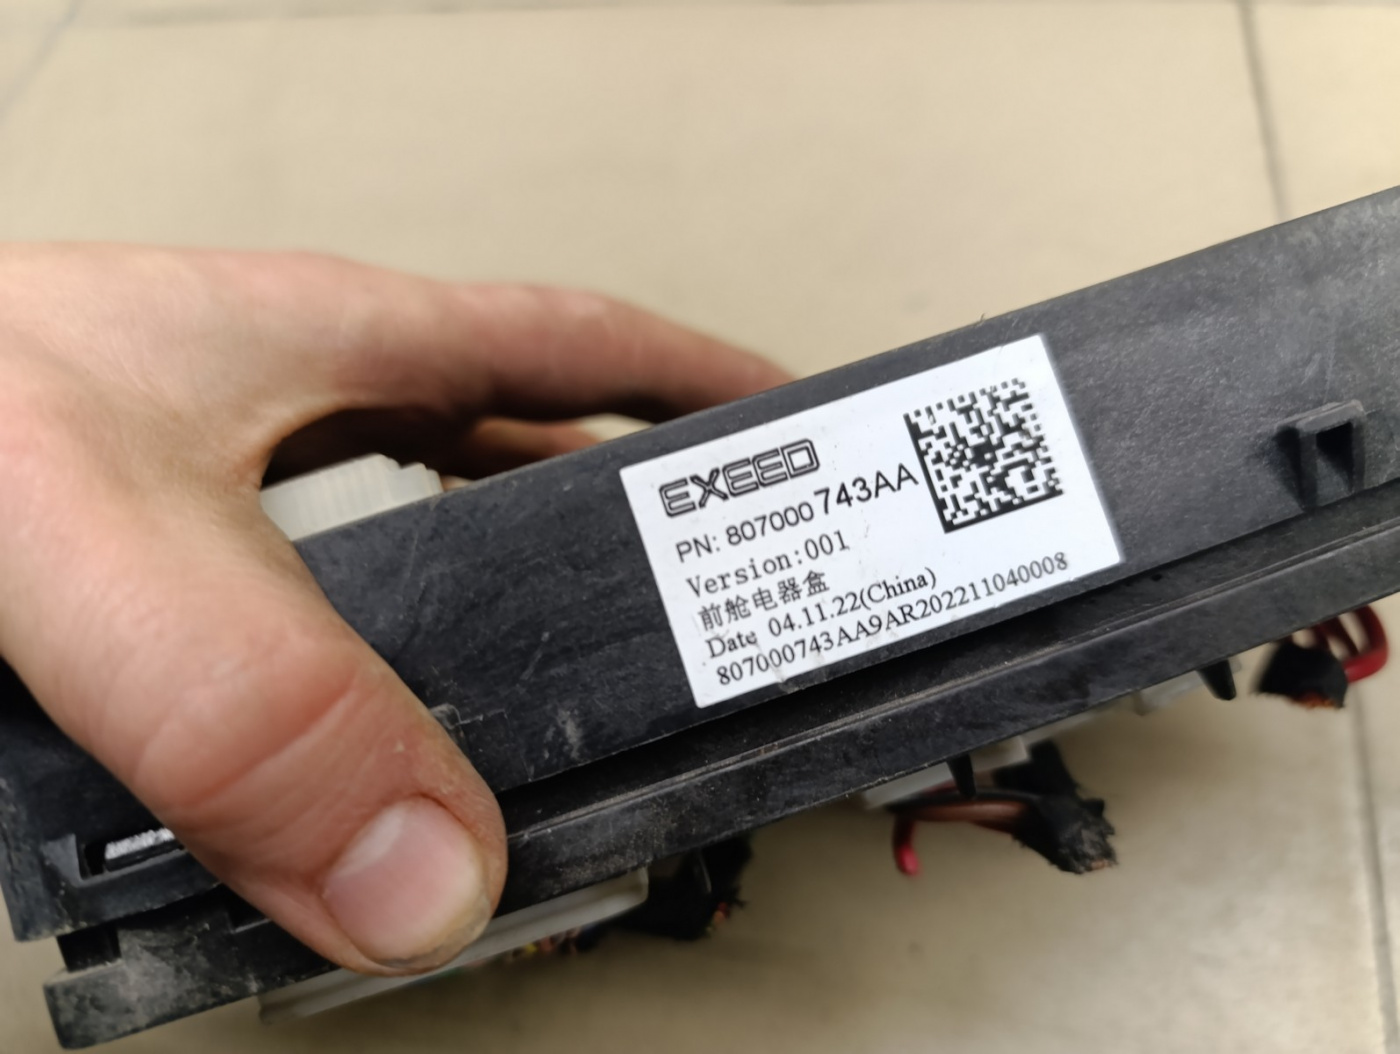 EXEED
PN: 807000743AA
Version:001
前舱电器盒
Date 04.11.22(China)
807000743AA9AR202211040008